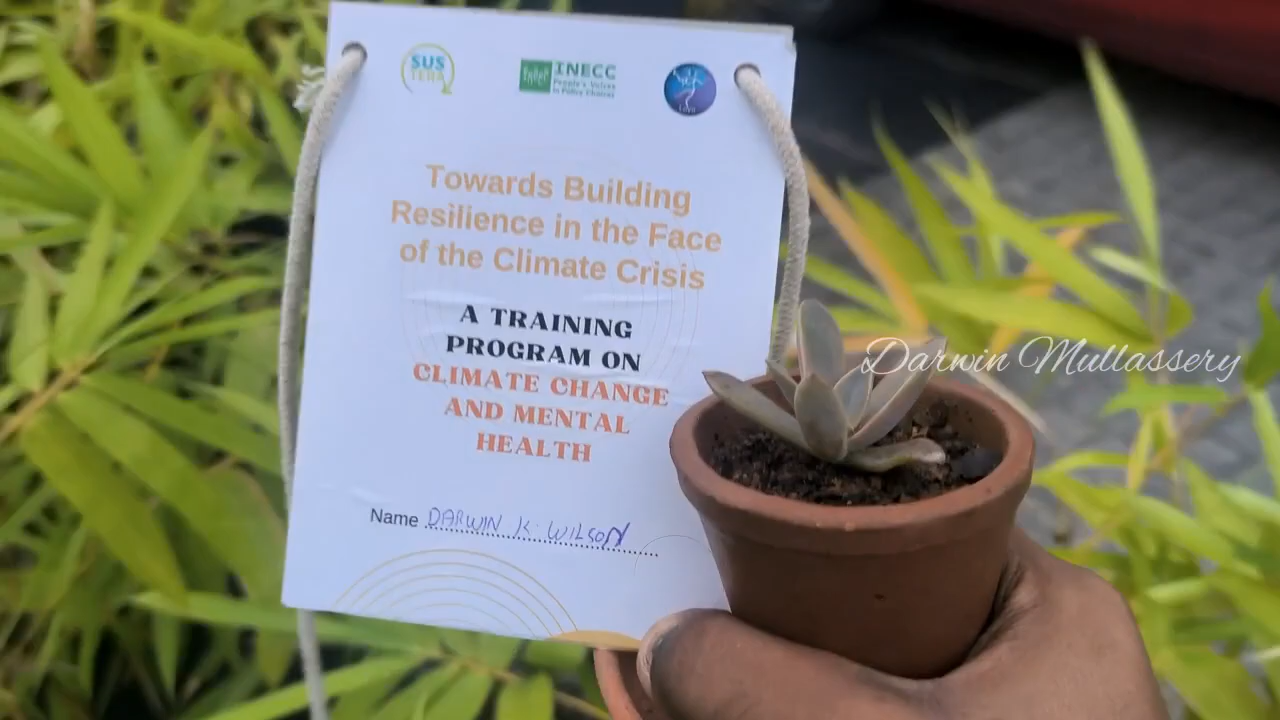 SUS
TERA
INECC
People's Voices
in Policy Choices
Towards Building
Resilience in the Face
of the Climate Crisis
A TRAINING
PROGRAM ON
CLIMATE CHANGE
AND MENTAL
HEALTH
Name DARWIN K. WILSON
Darwin Mullassery